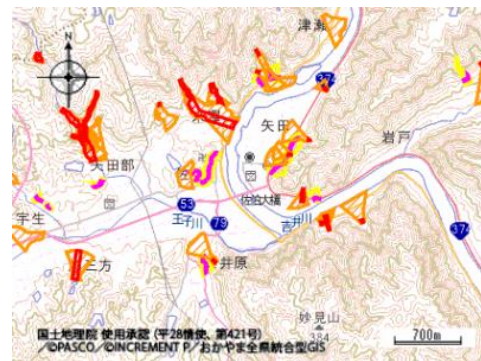 津瀬
N
374
矢田
岩戸
矢田部
佐伯大橋
宇生
53
王子川
79
吉井川
374
三方
井原
妙見山
384
国土地理院 使用承認 (平28情使、第421号)
©PASCO/©INCREMENT P/おかやま全県統合型GIS
700m